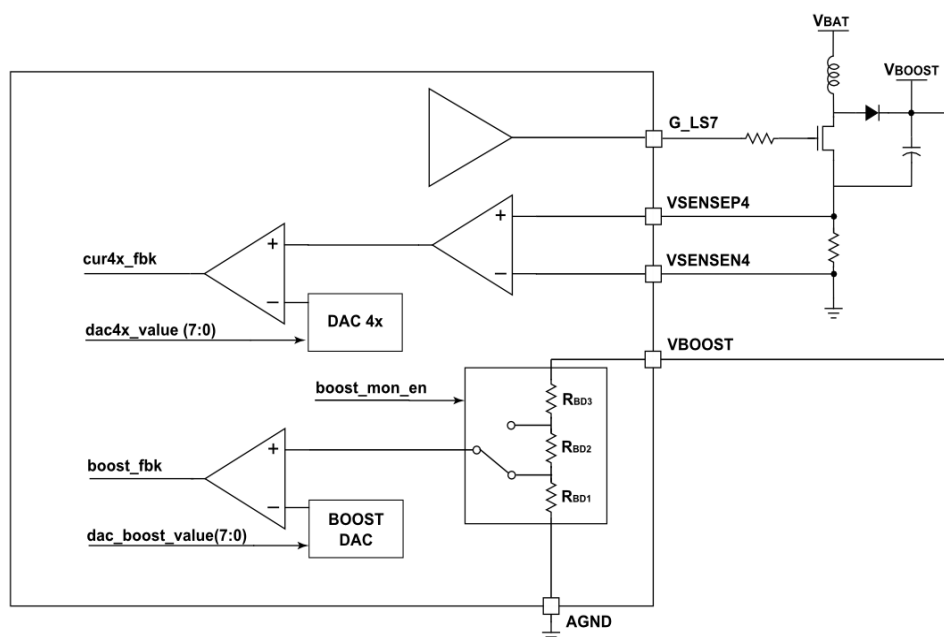 VBAT
VBOOST
G_LS7
VSENSEP4
cur4x_fbk
VSENSEN4
DAC 4x
dac4x_value (7:0)
VBOOST
boost_mon_en
RBD3
RBD2
boost_fbk
RBD1
BOOST
DAC
dac_boost_value(7:0)
AGND
+
−
+
−
+
−